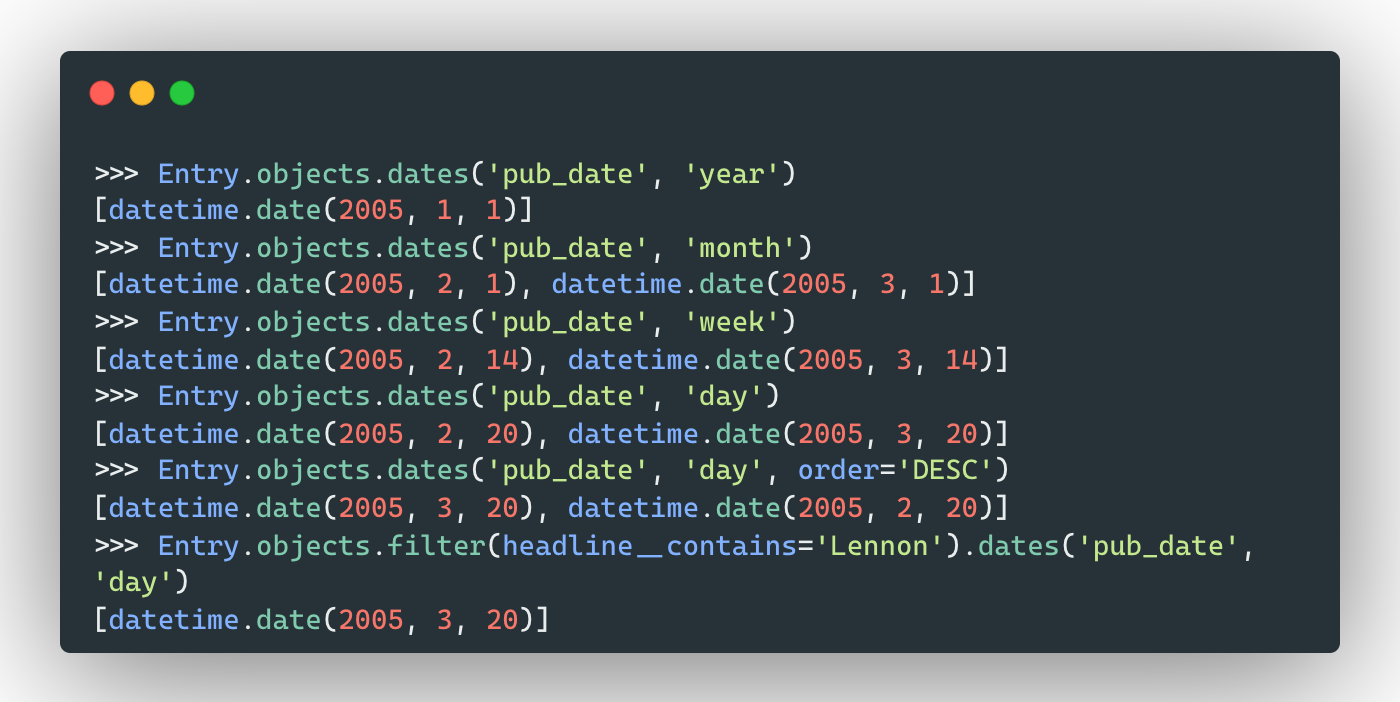 >>> Entry.objects.dates('pub_date', 'year')
[datetime.date(2005, 1, 1)]
>>> Entry.objects.dates('pub_date', 'month')
[datetime.date(2005, 2, 1), datetime.date(2005, 3, 1)]
>>> Entry.objects.dates('pub_date', 'week')
[datetime.date(2005, 2, 14), datetime.date(2005, 3, 14)]
>>> Entry.objects.dates('pub_date', 'day')
[datetime.date(2005, 2, 20), datetime.date(2005, 3, 20)]
>>> Entry.objects.dates('pub_date', 'day', order='DESC')
[datetime.date(2005, 3, 20), datetime.date(2005, 2, 20)]
>>> Entry.objects.filter(headline__contains='Lennon').dates('pub_date',
'day')
[datetime.date(2005, 3, 20)]